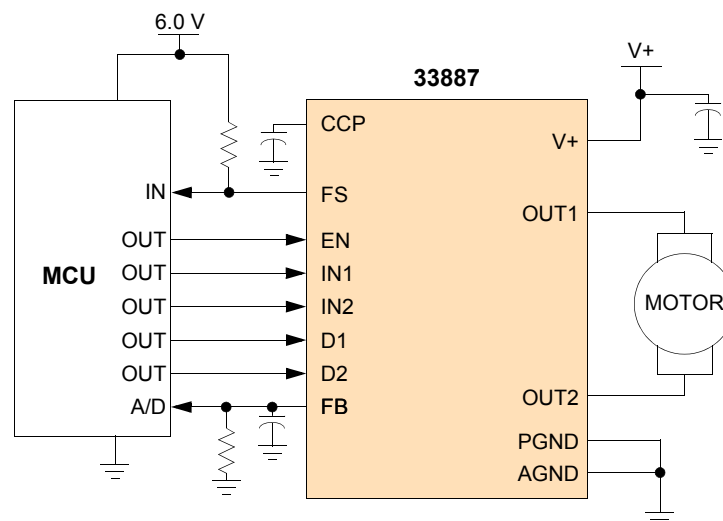 6.0 V
V+
33887
CCP
V+
IN
FS
OUT1
OUT
EN
MCU
OUT
IN1
OUT
IN2
MOTOR
OUT
D1
OUT
D2
A/D
FB
OUT2
PGND
AGND